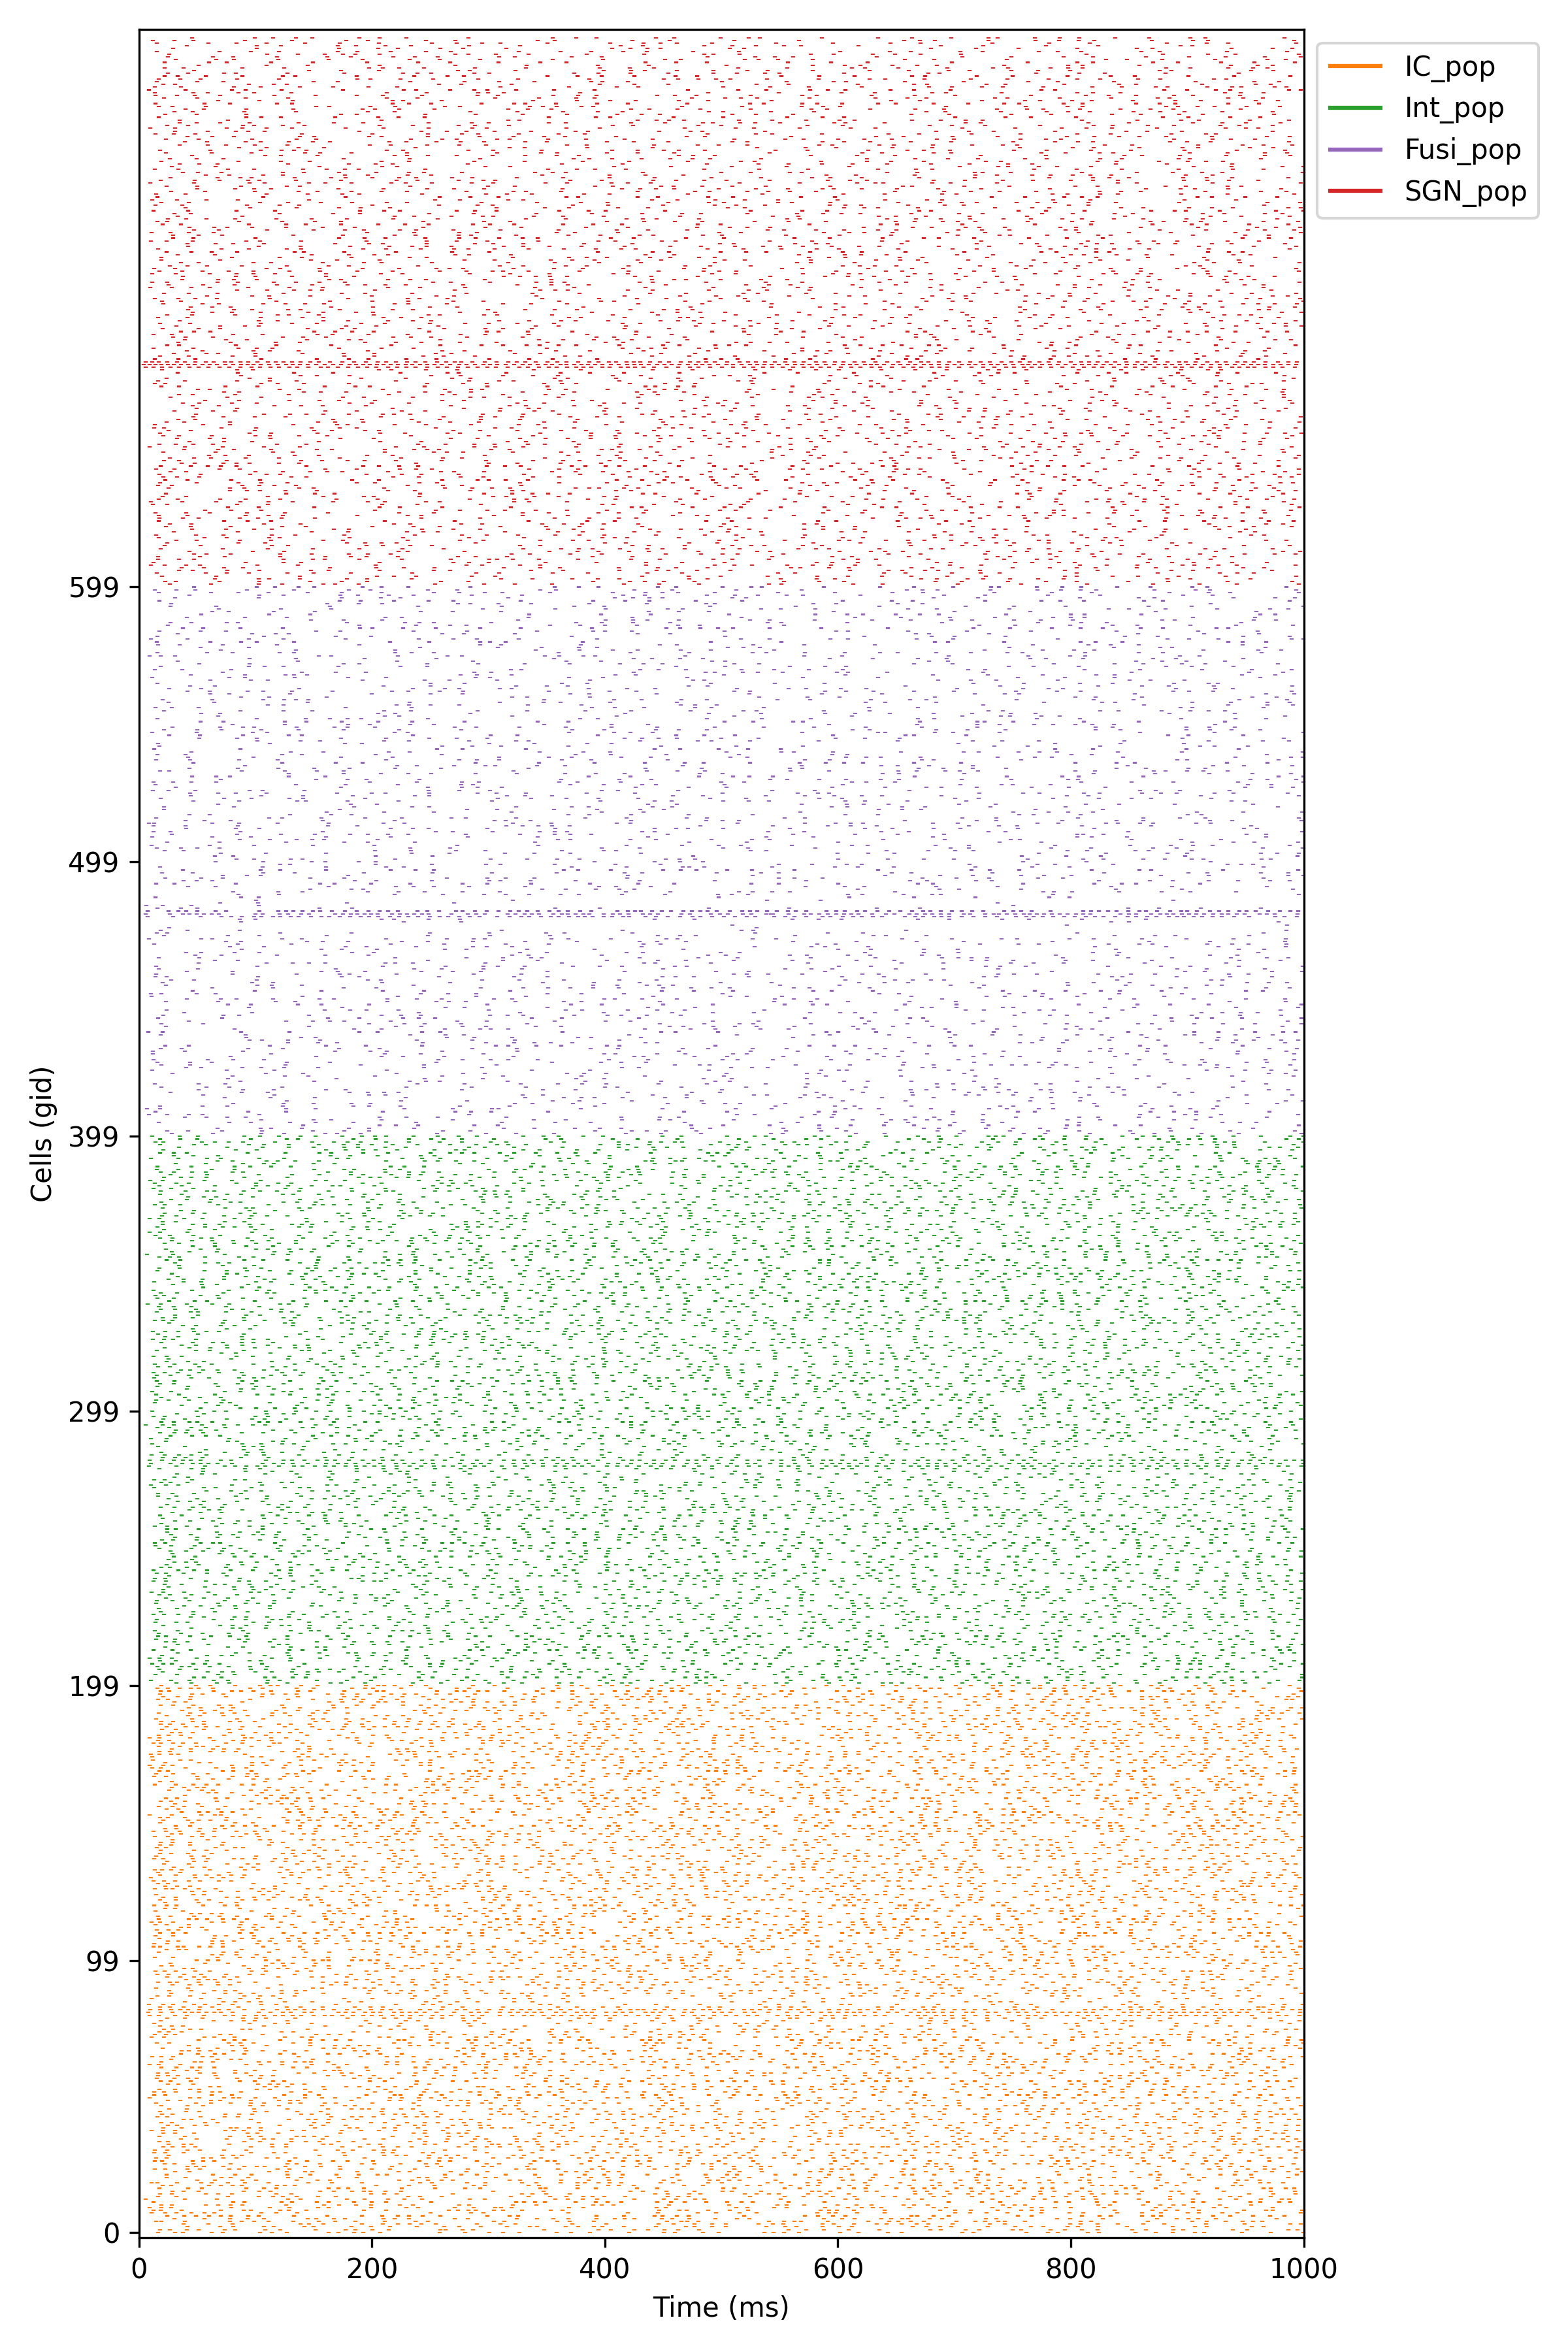 IC_pop
Int_pop
Fusi_pop
SGN_pop
599
499
399
299
199
99
0
Cells (gid)
0 200 400 600 800 1000
Time (ms)